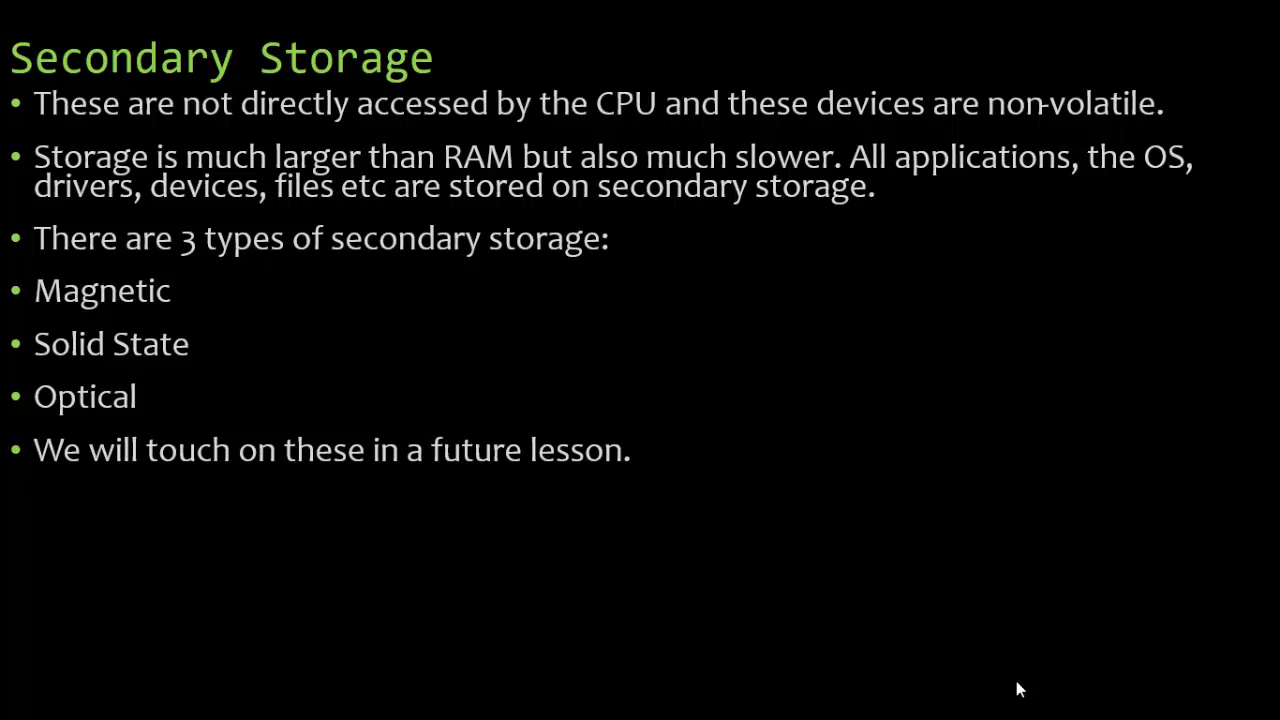 Secondary Storage
• These are not directly accessed by the CPU and these devices are non-volatile.
• Storage is much larger than RAM but also much slower. All applications, the OS,
drivers, devices, files etc are stored on secondary storage.
• There are 3 types of secondary storage:
• Magnetic
• Solid State
• Optical
• We will touch on these in a future lesson.